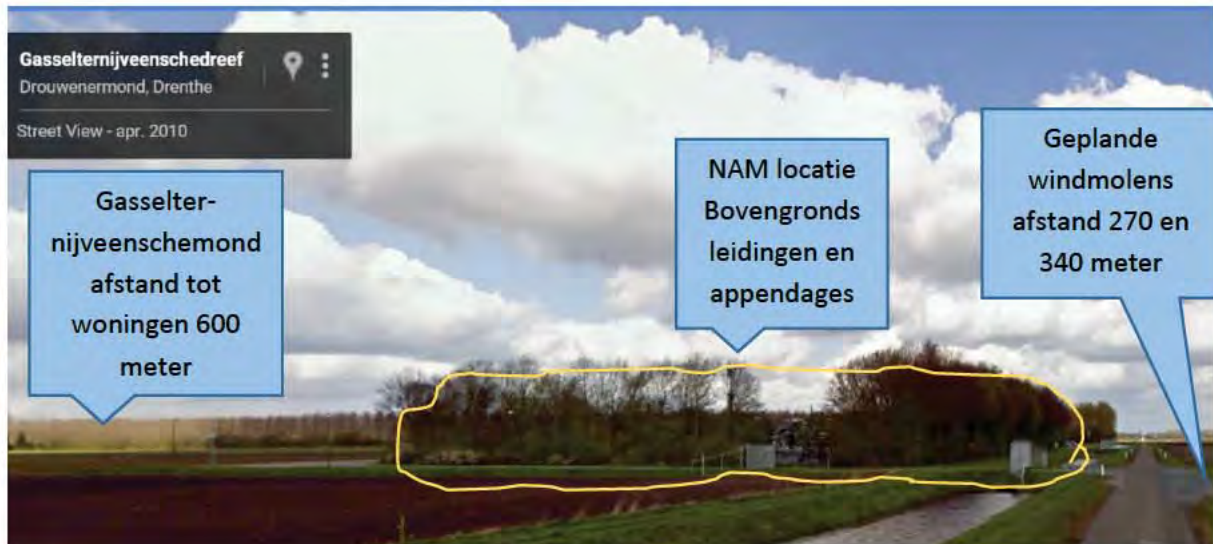 Gasselternijveenschedreef
Drouwenermond, Drenthe
Street View - apr. 2010
Gasselter-
nijveenschemond
afstand tot
woningen 600
meter
NAM locatie
Bovengronds
leidingen en
appendages
Geplande
windmolens
afstand 270 en
340 meter